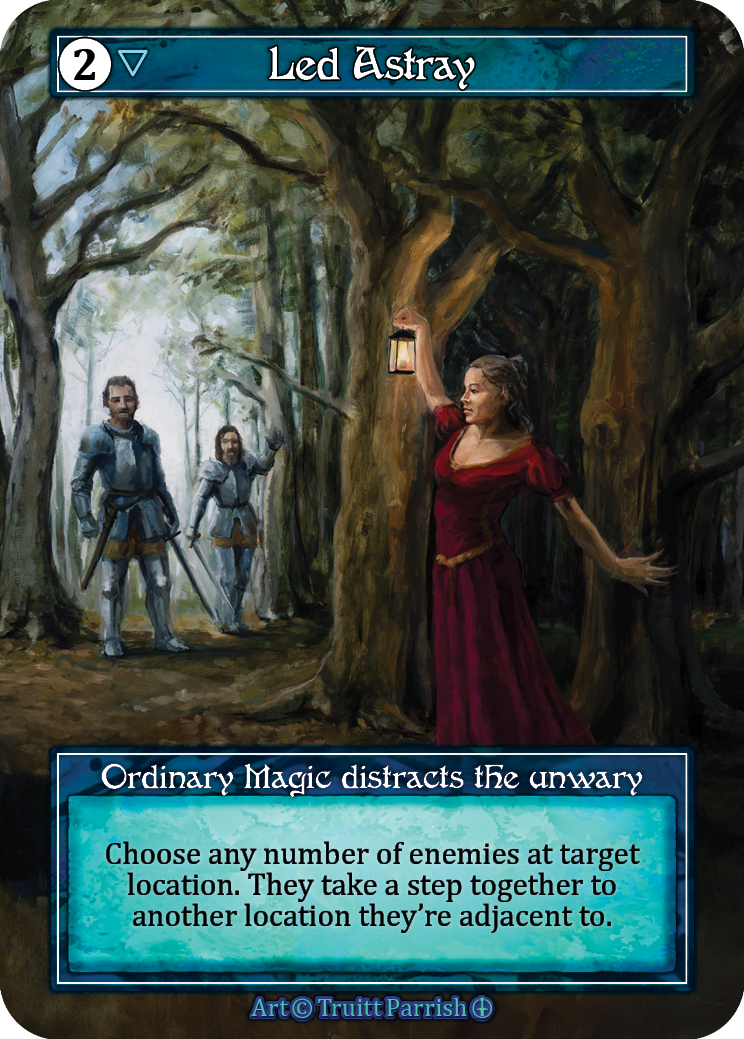 2 Led Astray
Ordinary Magic distracts the unwary
Choose any number of enemies at target
location. They take a step together to
another location they're adjacent to.
Art © Truitt Parrish